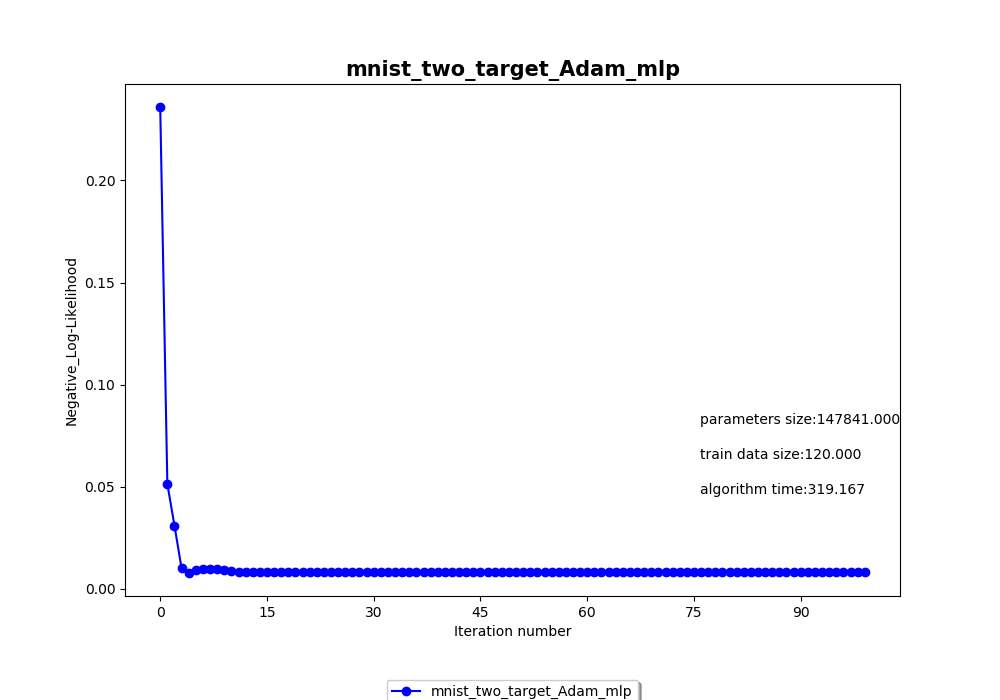 mnist_two_target_Adam_mlp
0.20
0.15
0.10
0.05
0.00
Negative_Log-Likelihood
parameters size:147841.000
train data size:120.000
algorithm time:319.167
0 15 30 45 60 75 90
Iteration number
mnist_two_target_Adam_mlp